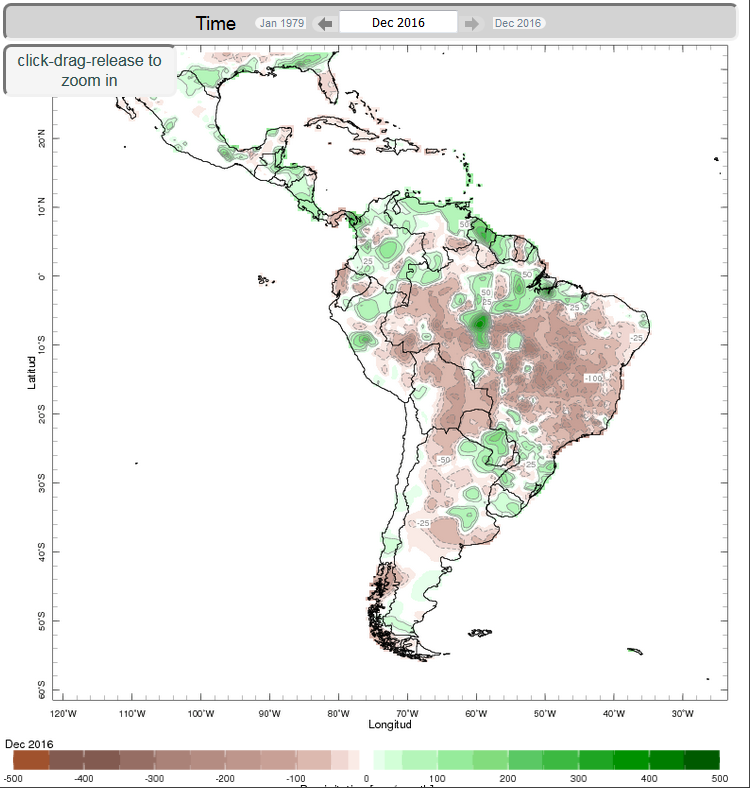 Time Jan 1979 Dec 2016 Dec 2016
click-drag-release to
zoom in
20°N
10°N
0°
10°S
20°S
30°S
40°S
50°S
60°S
Latitud
50
25
50
50
25
25
-25
-100
-50
25
-25
120°W 110°W 100°W 90°W 80°W 70°W 60°W 50°W 40°W 30°W
Longitud
Dec 2016
-500 -400 -300 -200 -100 0 100 200 300 400 500